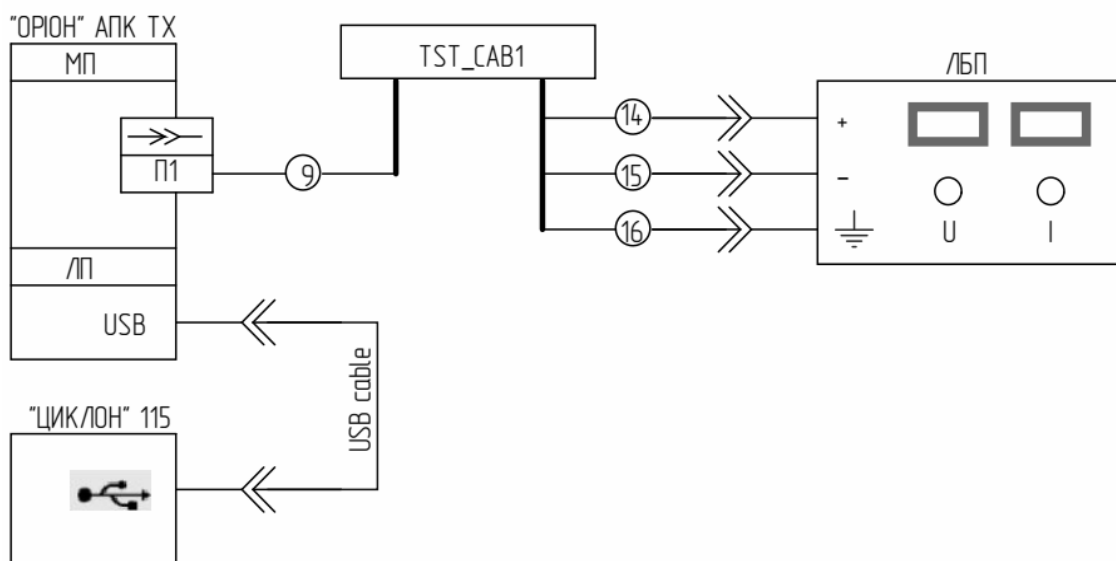 "ОРІОН" АПК ТХ
МП
П1
9
ЛП
USB
"ЦИКЛОН" 115
USB cable
TST_CAB1
14
15
16
ЛБП
+
−
U
I